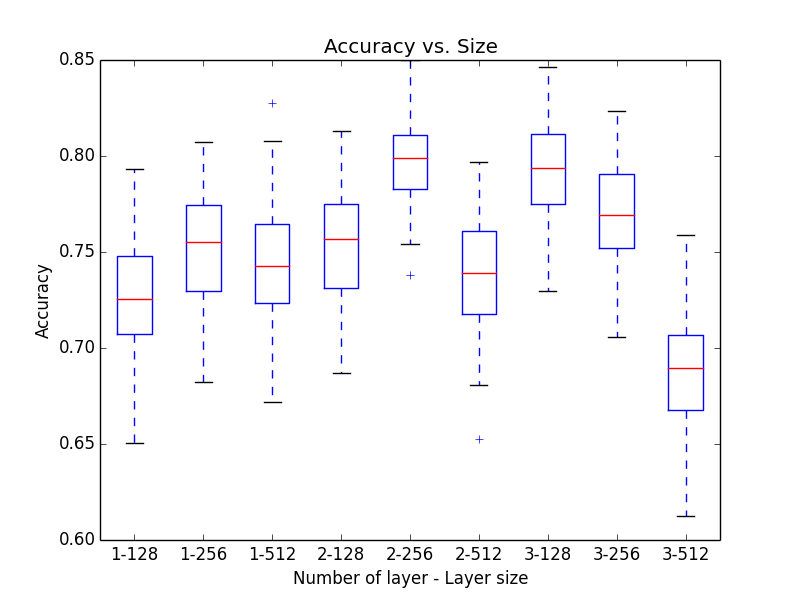 Accuracy vs. Size
0.85
0.80
0.75
0.70
0.65
0.60
Accuracy
1-128 1-256 1-512 2-128 2-256 2-512 3-128 3-256 3-512
Number of layer - Layer size